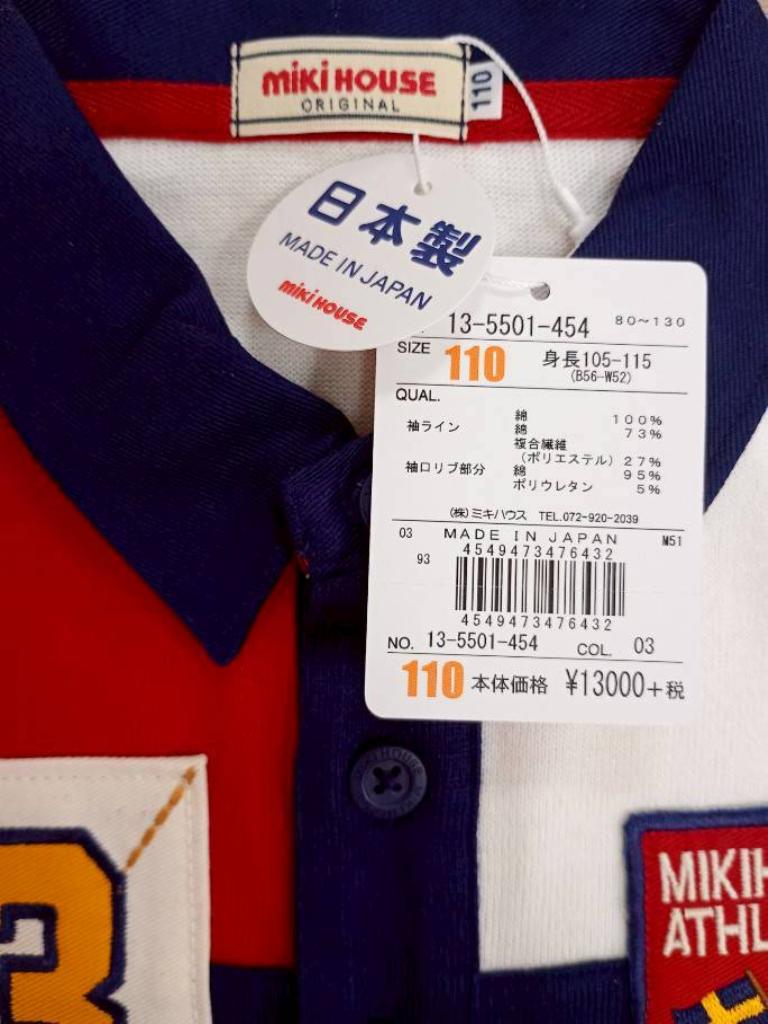 miKi HOUSE
ORIGINAL
110
日本製
MADE IN JAPAN
miKi HOUSE
13-5501-454 80~130
SIZE 110 身長105-115
(B56-W52)
QUAL.
綿 100%
袖ライン 綿 73%
複合繊維
(ポリエステル) 27%
袖口リブ部分 綿 95%
ポリウレタン 5%
(株)ミキハウス TEL.072-920-2039
03 MADE IN JAPAN M51
93 4549473476432
4549473476432
NO. 13-5501-454 COL. 03
110 本体価格 ¥13000+税
MIKI HOUSE
3
MIKIH
ATHL